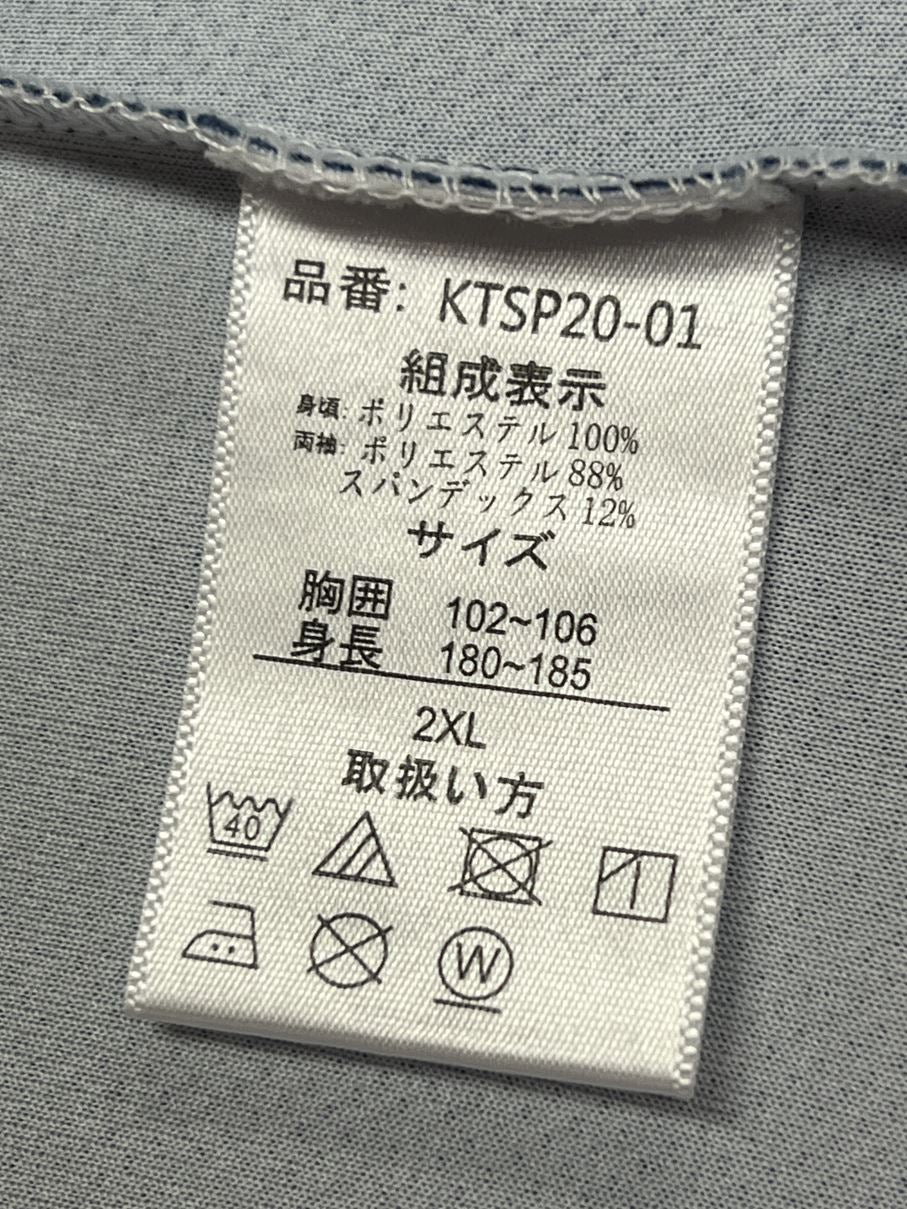 品番: KTSP20-01
組成表示
身頃: ポリエステル 100%
両袖: ポリエステル 88%
スパンデックス 12%
サイズ
胸囲 102~106
身長 180~185
2XL
取扱い方
40
W